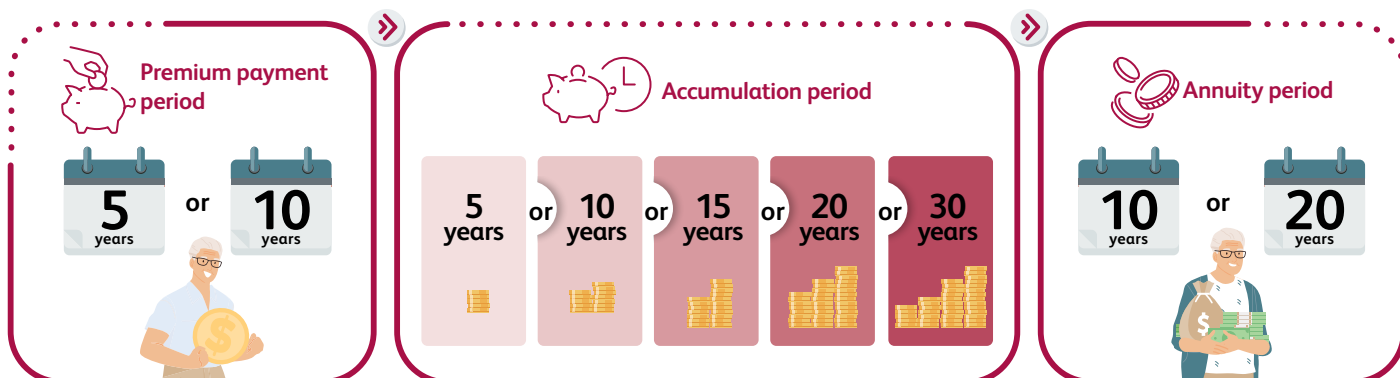 Premium payment
period
5
years
or
10
years
Accumulation period
5
years
or
10
years
or
15
years
or
20
years
or
30
years
Annuity period
10
years
or
20
years
$
$